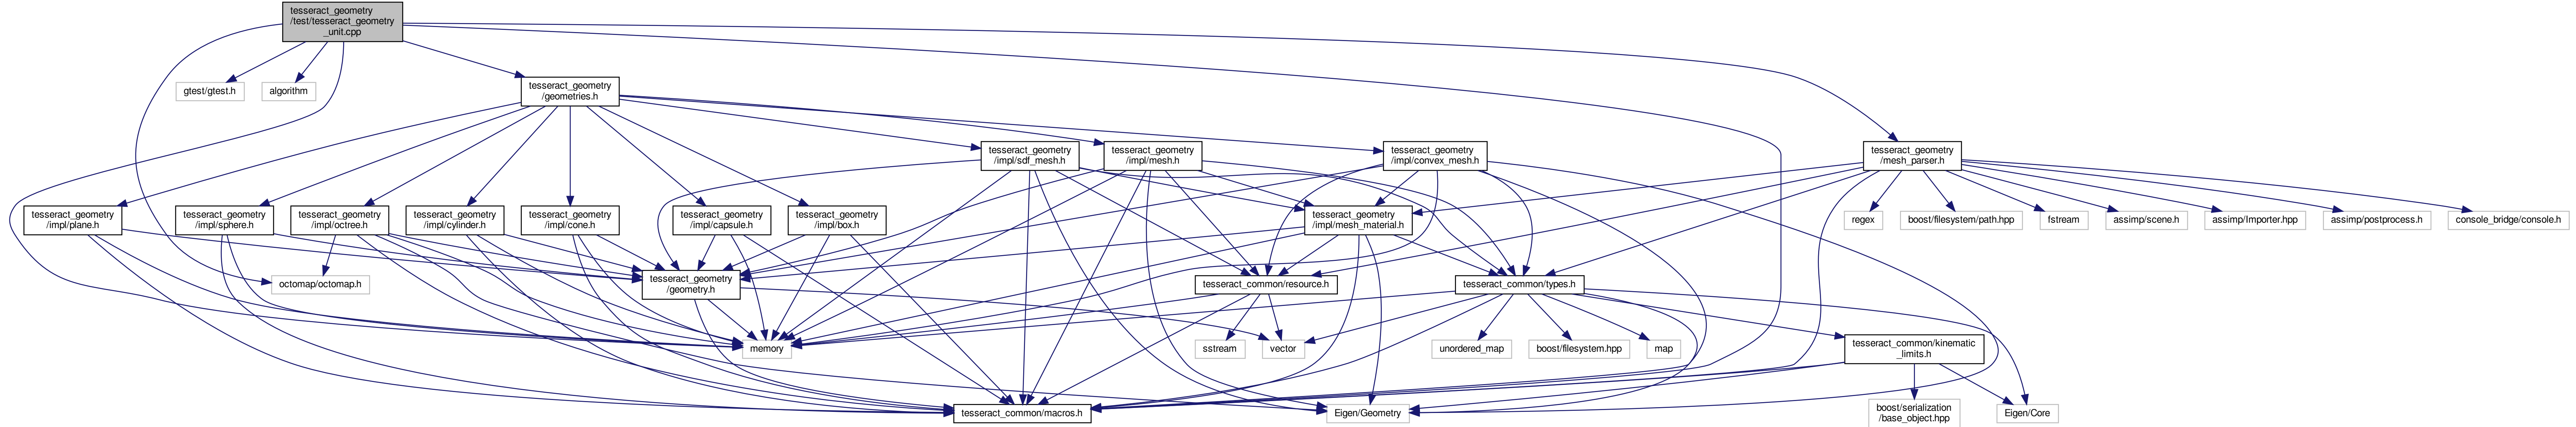 tesseract_geometry
/test/tesseract_geometry
_unit.cpp
gtest/gtest.h
algorithm
tesseract_geometry
/geometries.h
tesseract_geometry
/impl/sdf_mesh.h
tesseract_geometry
/impl/mesh.h
tesseract_geometry
/impl/convex_mesh.h
tesseract_geometry
/mesh_parser.h
tesseract_geometry
/impl/plane.h
tesseract_geometry
/impl/sphere.h
tesseract_geometry
/impl/octree.h
tesseract_geometry
/impl/cylinder.h
tesseract_geometry
/impl/cone.h
tesseract_geometry
/impl/capsule.h
tesseract_geometry
/impl/box.h
tesseract_geometry
/impl/mesh_material.h
regex
boost/filesystem/path.hpp
fstream
assimp/scene.h
assimp/Importer.hpp
assimp/postprocess.h
console_bridge/console.h
octomap/octomap.h
tesseract_geometry
/geometry.h
tesseract_common/resource.h
tesseract_common/types.h
memory
sstream
vector
unordered_map
boost/filesystem.hpp
map
tesseract_common/kinematic
_limits.h
tesseract_common/macros.h
Eigen/Geometry
boost/serialization
/base_object.hpp
Eigen/Core